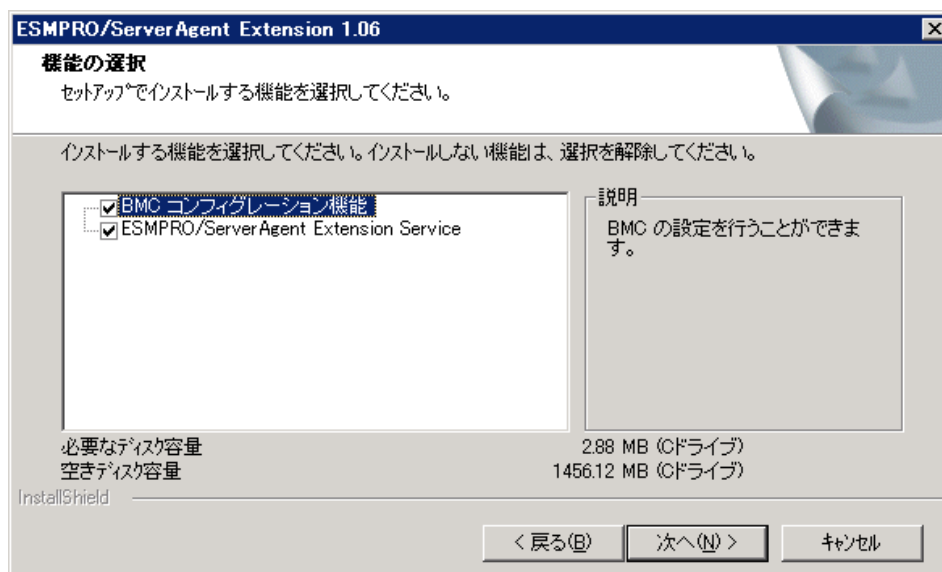 ESMPRO/ServerAgent Extension 1.06
機能の選択
セットアップでインストールする機能を選択してください。
インストールする機能を選択してください。インストールしない機能は、選択を解除してください。
BMC コンフィグレーション機能
ESMPRO/ServerAgent Extension Service
説明
BMC の設定を行うことができま
す。
必要なディスク容量 2.88 MB (Cドライブ)
空きディスク容量 1456.12 MB (Cドライブ)
InstallShield
< 戻る(B) 次へ(N) > キャンセル